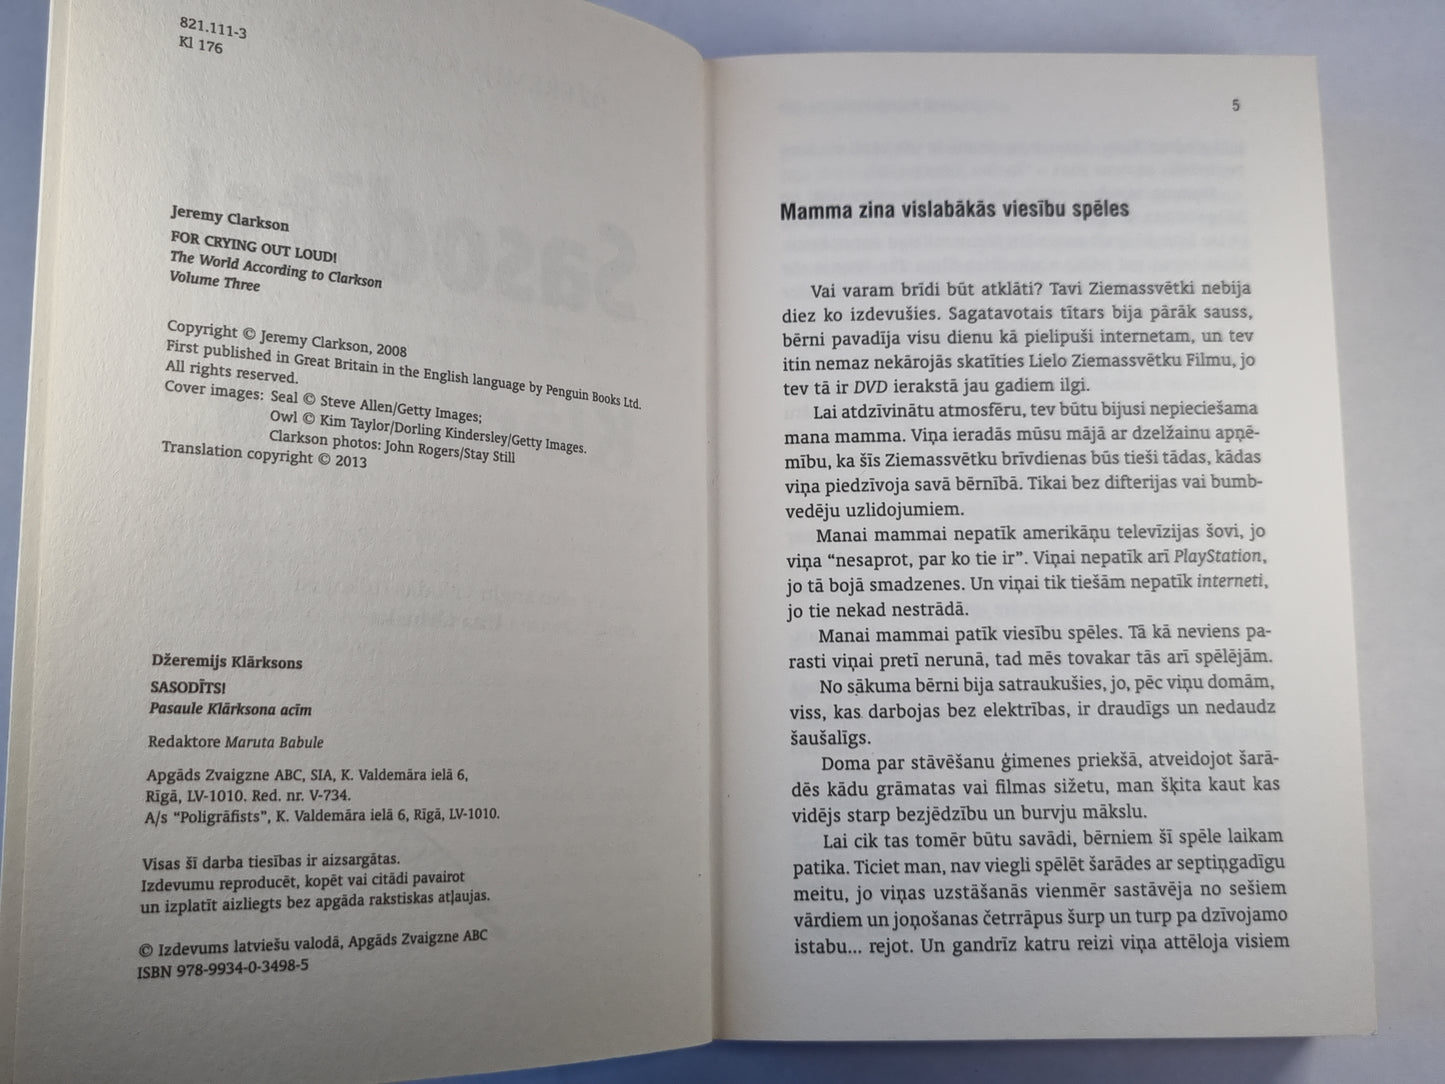 821.111-3
Kl 176
Jeremy Clarkson
FOR CRYING OUT LOUD!
The World According to Clarkson
Volume Three
Copyright © Jeremy Clarkson, 2008
First published in Great Britain in the English language by Penguin Books Ltd.
All rights reserved.
Cover images: Seal © Steve Allen/Getty Images;
Owl © Kim Taylor/Dorling Kindersley/Getty Images.
Clarkson photos: John Rogers/Stay Still
Translation copyright © 2013
Džeremijs Klārksons
SASODĪTS!
Pasaule Klārksona acīm
Redaktore Maruta Babule
Apgāds Zvaigzne ABC, SIA, K. Valdemāra ielā 6,
Rīgā, LV-1010. Red. nr. V-734.
A/s “Poligrāfists”, K. Valdemāra ielā 6, Rīgā, LV-1010.
Visas šī darba tiesības ir aizsargātas.
Izdevumu reproducēt, kopēt vai citādi pavairot
un izplatīt aizliegts bez apgāda rakstiskas atļaujas.
© Izdevums latviešu valodā, Apgāds Zvaigzne ABC
ISBN 978-9934-0-3498-5
5
Mamma zina vislabākās viesību spēles
Vai varam brīdi būt atklāti? Tavi Ziemassvētki nebija
diez ko izdevušies. Sagatavotais tītars bija pārāk sauss,
bērni pavadīja visu dienu kā pielipuši internetam, un tev
itin nemaz nekārojās skatīties Lielo Ziemassvētku Filmu, jo
tev tā ir DVD ierakstā jau gadiem ilgi.
Lai atdzīvinātu atmosfēru, tev būtu bijusi nepieciešama
mana mamma. Viņa ieradās mūsu mājā ar dzelžainu apņē-
mību, ka šīs Ziemassvētku brīvdienas būs tieši tādas, kādas
viņa piedzīvoja savā bērnībā. Tikai bez difterijas vai bumb-
vedēju uzlidojumiem.
Manai mammai nepatīk amerikāņu televīzijas šovi, jo
viņa “nesaprot, par ko tie ir”. Viņai nepatīk arī PlayStation,
jo tā bojā smadzenes. Un viņai tik tiešām nepatīk interneti,
jo tie nekad nestrādā.
Manai mammai patīk viesību spēles. Tā kā neviens pa-
rasti viņai pretī nerunā, tad mēs tovakar tās arī spēlējām.
No sākuma bērni bija satraukušies, jo, pēc viņu domām,
viss, kas darbojas bez elektrības, ir draudīgs un nedaudz
šaušalīgs.
Doma par stāvēšanu ģimenes priekšā, atveidojot šarā-
dēs kādu grāmatas vai filmas sižetu, man šķita kaut kas
vidējs starp bezjēdzību un burvju mākslu.
Lai cik tas tomēr būtu savādi, bērniem šī spēle laikam
patika. Ticiet man, nav viegli spēlēt šarādes ar septiņgadīgu
meitu, jo viņas uzstāšanās vienmēr sastāvēja no sešiem
vārdiem un joņošanas četrrāpus šurp un turp pa dzīvojamo
istabu... rejot. Un gandrīz katru reizi viņa attēloja visiem